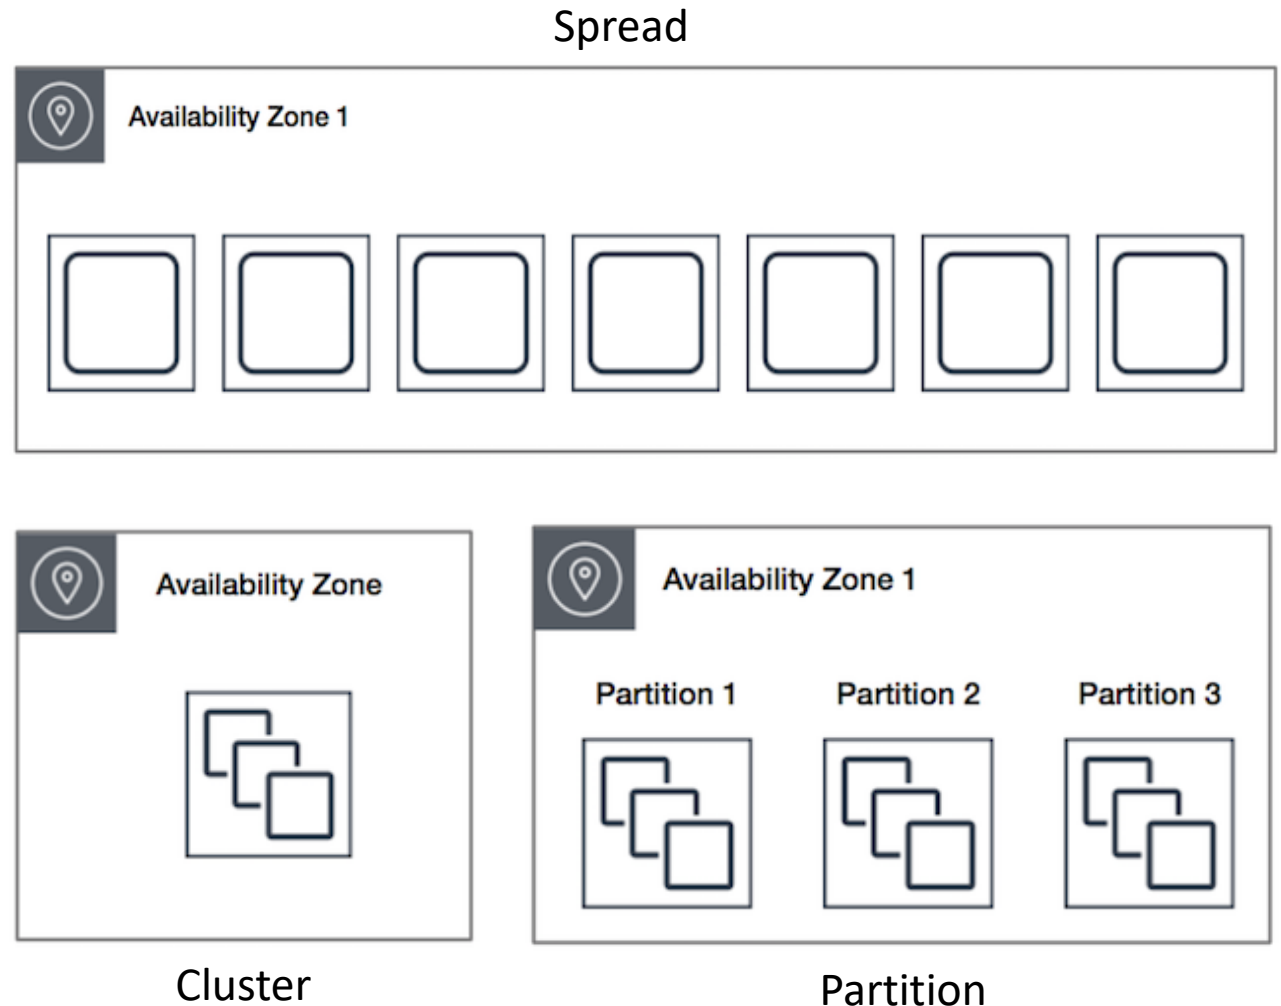 Spread
Availability Zone 1
Availability Zone
Cluster
Availability Zone 1
Partition 1
Partition 2
Partition 3
Partition